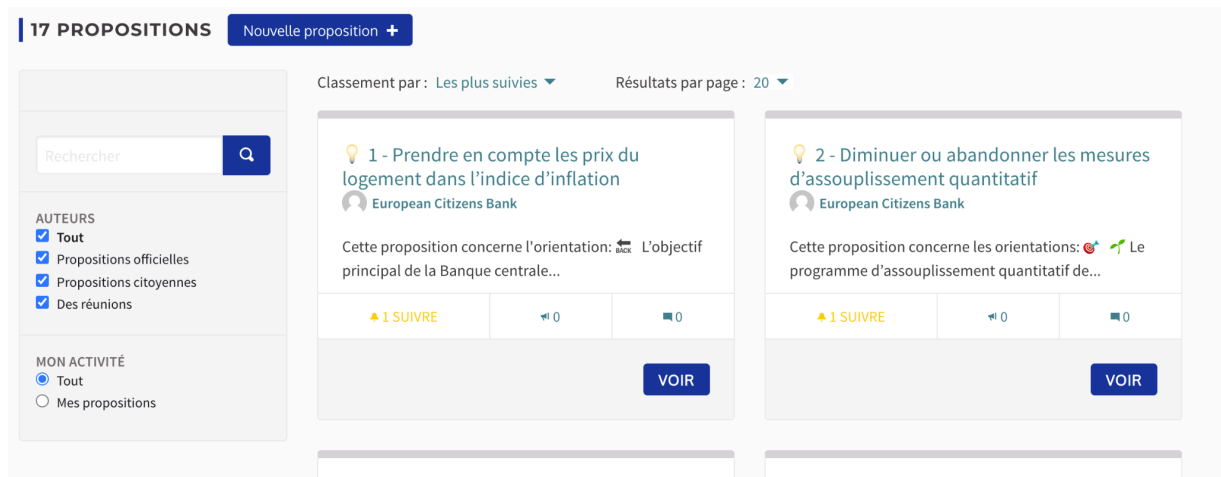 17 PROPOSITIONS
Nouvelle proposition +
Classement par : Les plus suivies
Résultats par page : 20
Rechercher
AUTEURS
Tout
Propositions officielles
Propositions citoyennes
Des réunions
MON ACTIVITÉ
Tout
Mes propositions
1 - Prendre en compte les prix du
logement dans l’indice d’inflation
European Citizens Bank
Cette proposition concerne l'orientation: 🔙 L’objectif
principal de la Banque centrale...
1 SUIVRE
0
0
VOIR
2 - Diminuer ou abandonner les mesures
d’assouplissement quantitatif
European Citizens Bank
Cette proposition concerne les orientations: 🎯 🌱 Le
programme d’assouplissement quantitatif de...
1 SUIVRE
0
0
VOIR